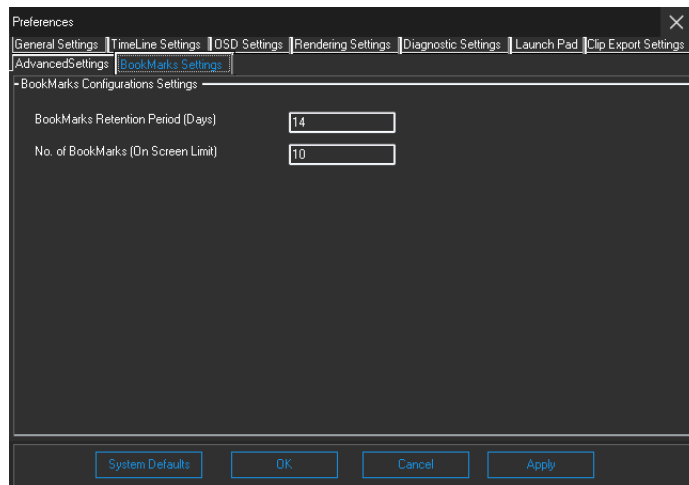 Preferences
General Settings TimeLine Settings OSD Settings Rendering Settings Diagnostic Settings Launch Pad Clip Export Settings
AdvancedSettings BookMarks Settings
BookMarks Configurations Settings
BookMarks Retention Period (Days) 14
No. of BookMarks (On Screen Limit) 10
System Defaults OK Cancel Apply